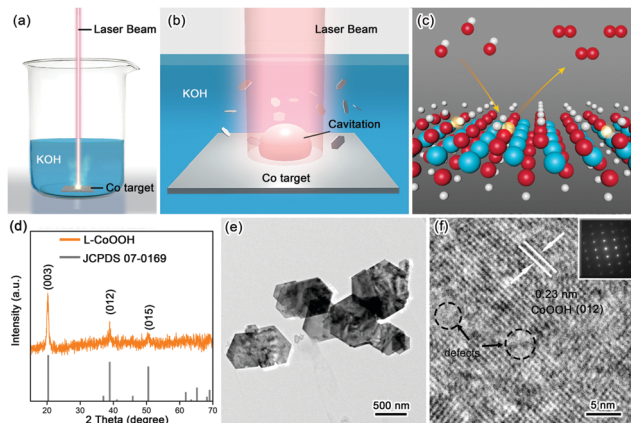 (a)
Laser Beam
KOH
Co target
(b)
Laser Beam
KOH
Cavitation
Co target
(c)
(d)
L-CoOOH
JCPDS 07-0169
(003)
(012)
(015)
Intensity (a.u.)
20 30 40 50 60 70
2 Theta (degree)
(e)
500 nm
(f)
0.23 nm
CoOOH (012)
defects
5 nm